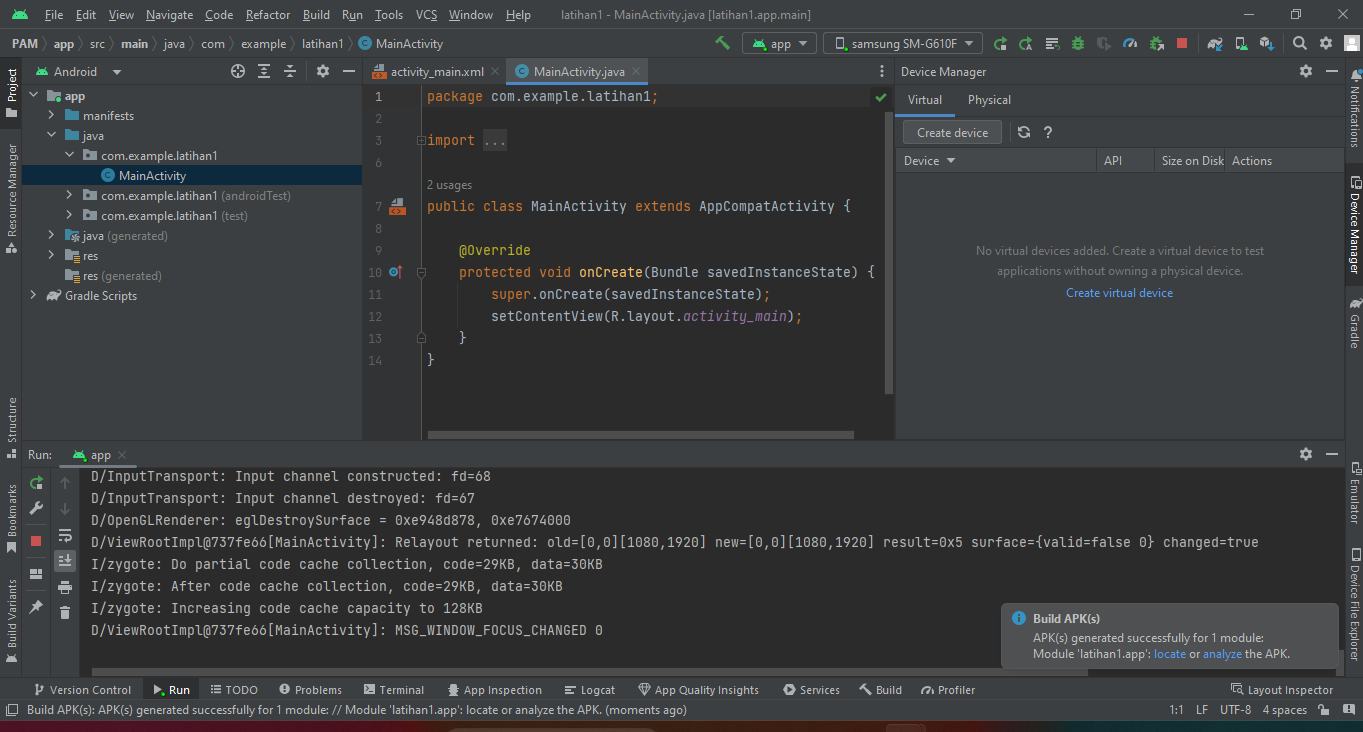 File Edit View Navigate Code Refactor Build Run Tools VCS Window Help latihan1 - MainActivity.java [latihan1.app.main]
PAM app src main java com example latihan1 MainActivity app samsung SM-G610F
Project
Resource Manager
Structure
Bookmarks
Build Variants
Android
app
manifests
java
com.example.latihan1
MainActivity
com.example.latihan1 (androidTest)
com.example.latihan1 (test)
java (generated)
res
res (generated)
Gradle Scripts
activity_main.xml MainActivity.java
1 package com.example.latihan1;
2
3 import ...
6
2 usages
7 public class MainActivity extends AppCompatActivity {
8
9 @Override
10 protected void onCreate(Bundle savedInstanceState) {
11 super.onCreate(savedInstanceState);
12 setContentView(R.layout.activity_main);
13 }
14 }
Device Manager
Virtual Physical
Create device ?
Device API Size on Disk Actions
No virtual devices added. Create a virtual device to test
applications without owning a physical device.
Create virtual device
Notifications
Device Manager
Gradle
Emulator
Device File Explorer
Run: app
D/InputTransport: Input channel constructed: fd=68
D/InputTransport: Input channel destroyed: fd=67
D/OpenGLRenderer: eglDestroySurface = 0xe948d878, 0xe7674000
D/ViewRootImpl@737fe66[MainActivity]: Relayout returned: old=[0,0][1080,1920] new=[0,0][1080,1920] result=0x5 surface={valid=false 0} changed=true
I/zygote: Do partial code cache collection, code=29KB, data=30KB
I/zygote: After code cache collection, code=29KB, data=30KB
I/zygote: Increasing code cache capacity to 128KB
D/ViewRootImpl@737fe66[MainActivity]: MSG_WINDOW_FOCUS_CHANGED 0
Build APK(s)
APK(s) generated successfully for 1 module:
Module 'latihan1.app': locate or analyze the APK.
Version Control Run TODO Problems Terminal App Inspection Logcat App Quality Insights Services Build Profiler Layout Inspector
Build APK(s): APK(s) generated successfully for 1 module: // Module 'latihan1.app': locate or analyze the APK. (moments ago) 1:1 LF UTF-8 4 spaces